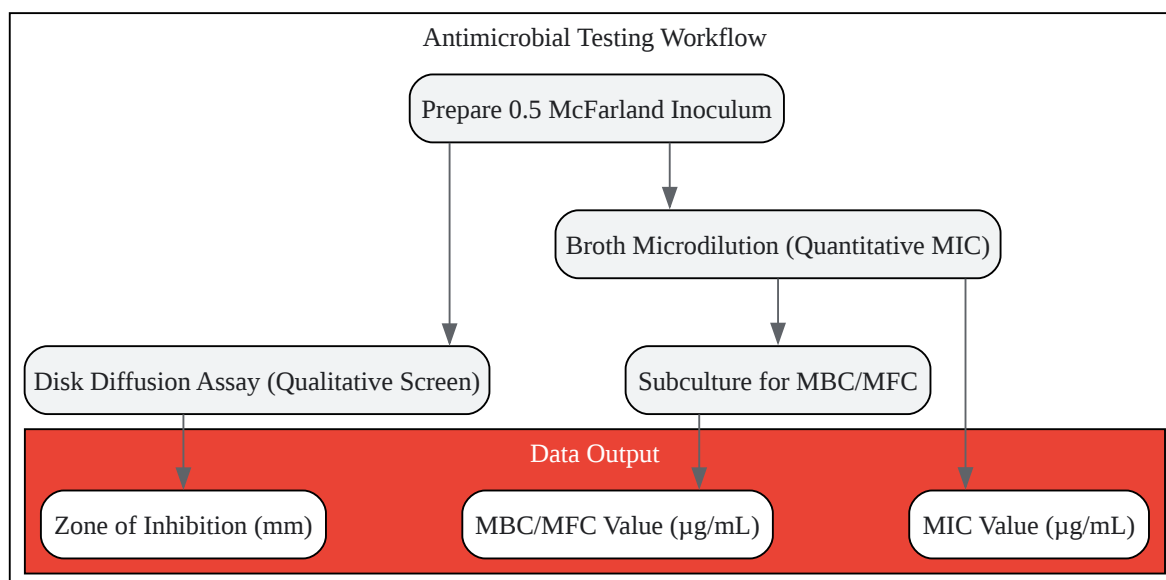 Antimicrobial Testing Workflow
Prepare 0.5 McFarland Inoculum
Broth Microdilution (Quantitative MIC)
Disk Diffusion Assay (Qualitative Screen)
Subculture for MBC/MFC
Data Output
Zone of Inhibition (mm)
MBC/MFC Value (µg/mL)
MIC Value (µg/mL)